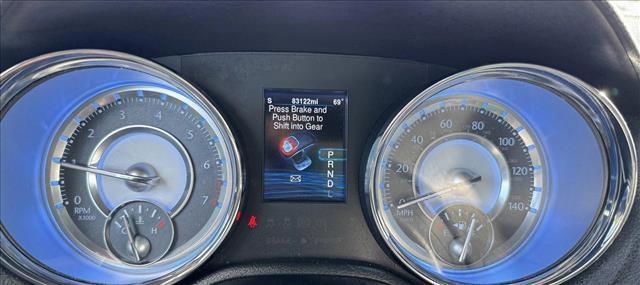 S 83122mi 69°
Press Brake and
Push Button to
Shift into Gear
P
R
N
D
L
0 1 2 3 4 5 6 7
RPM
X1000
C H
0 20 40 60 80 100 120 140
MPH